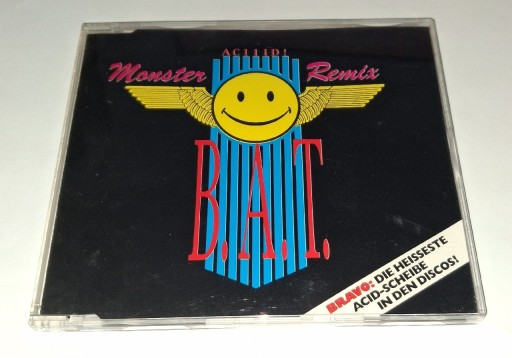 ACIIID!
Monster Remix
B.A.T.
BRAVO: DIE HEISSESTE
ACID-SCHEIBE
IN DEN DISCOS!